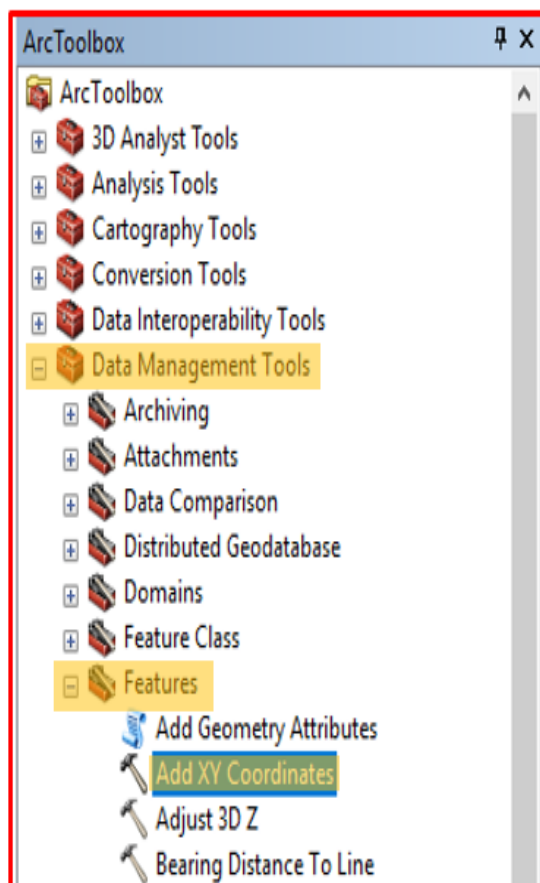 ArcToolbox
ArcToolbox
3D Analyst Tools
Analysis Tools
Cartography Tools
Conversion Tools
Data Interoperability Tools
Data Management Tools
Archiving
Attachments
Data Comparison
Distributed Geodatabase
Domains
Feature Class
Features
Add Geometry Attributes
Add XY Coordinates
Adjust 3D Z
Bearing Distance To Line